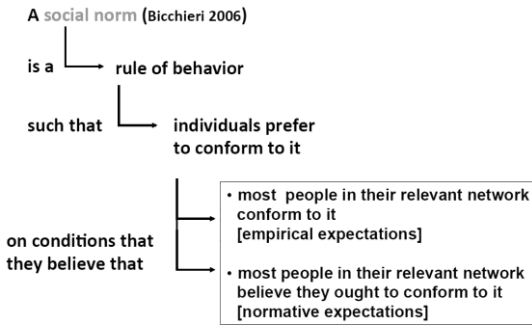 A social norm (Bicchieri 2006)
is a rule of behavior
such that individuals prefer
to conform to it
on conditions that
they believe that
• most people in their relevant network
conform to it
[empirical expectations]
• most people in their relevant network
believe they ought to conform to it
[normative expectations]